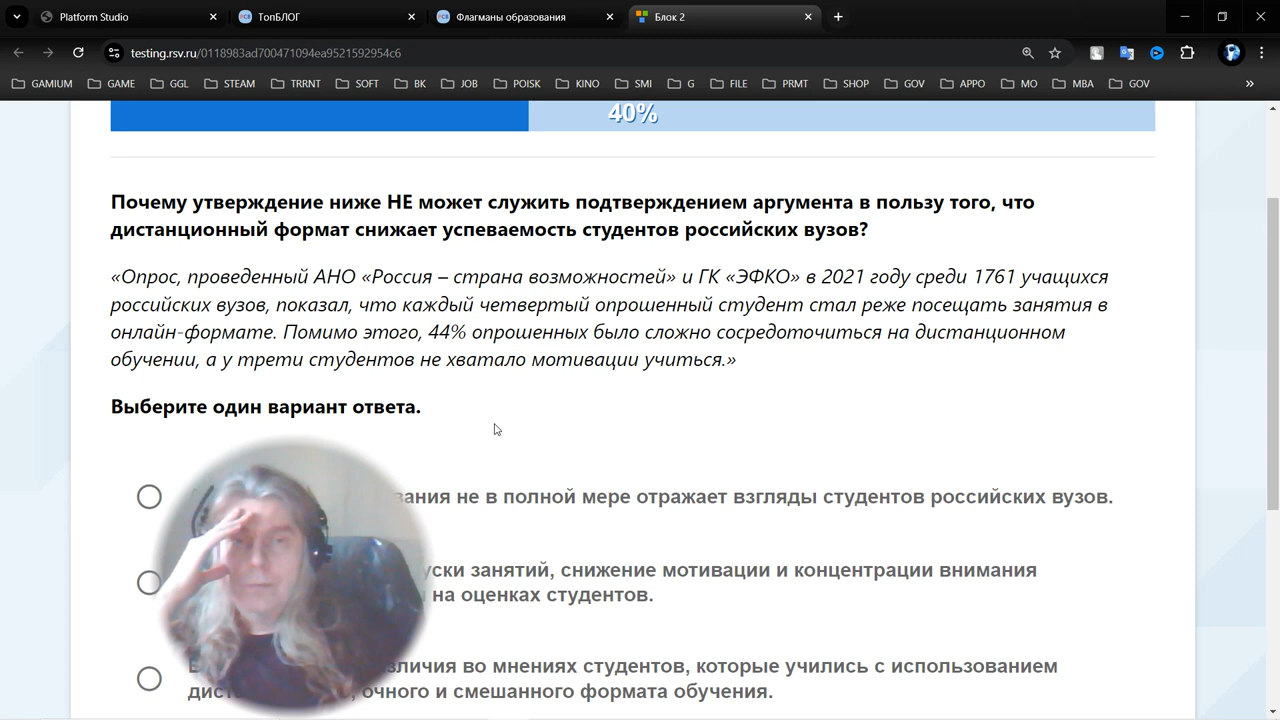 Platform Studio
ТопБЛОГ
Флагманы образования
Блок 2
testing.rsv.ru/0118983ad700471094ea9521592954c6
GAMIUM GAME GGL STEAM TRRNT SOFT BK JOB POISK KINO SMI G FILE PRMT SHOP GOV APPO MO MBA GOV
40%
Почему утверждение ниже НЕ может служить подтверждением аргумента в пользу того, что
дистанционный формат снижает успеваемость студентов российских вузов?
«Опрос, проведенный АНО «Россия – страна возможностей» и ГК «ЭФКО» в 2021 году среди 1761 учащихся
российских вузов, показал, что каждый четвертый опрошенный студент стал реже посещать занятия в
онлайн-формате. Помимо этого, 44% опрошенных было сложно сосредоточиться на дистанционном
обучении, а у трети студентов не хватало мотивации учиться.»
Выберите один вариант ответа.
не в полной мере отражает взгляды студентов российских вузов.
занятий, снижение мотивации и концентрации внимания
на оценках студентов.
во мнениях студентов, которые учились с использованием
очного и смешанного формата обучения.